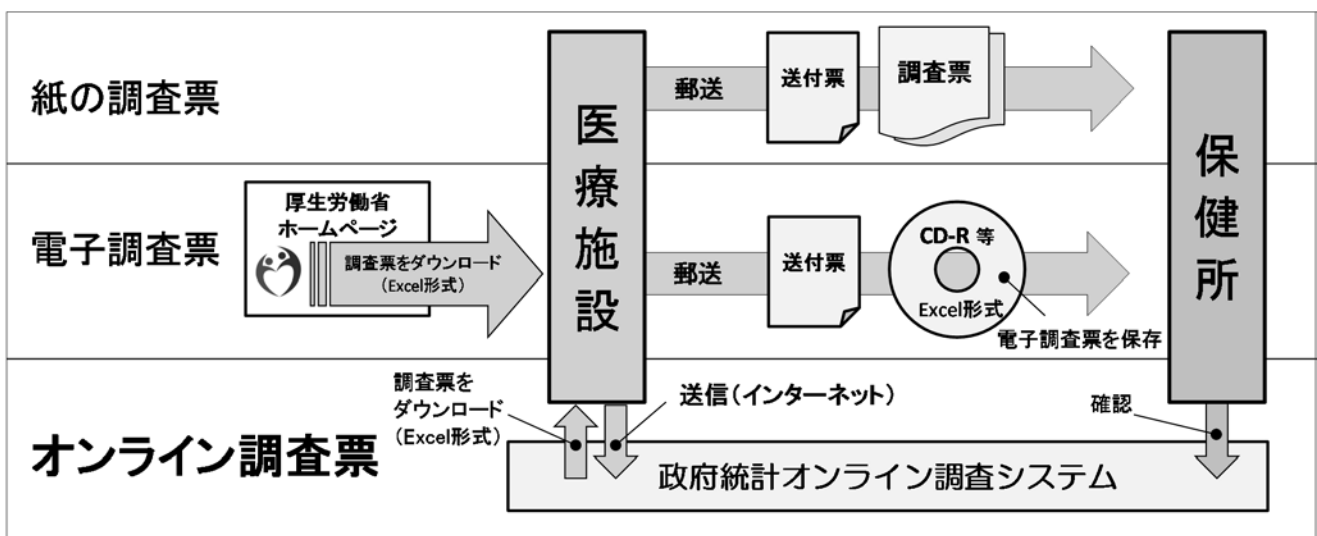 紙の調査票
医療施設
郵送
送付票
調査票
保健所
電子調査票
厚生労働省
ホームページ
調査票をダウンロード
(Excel形式)
郵送
送付票
CD-R 等
Excel形式
電子調査票を保存
オンライン調査票
調査票を
ダウンロード
(Excel形式)
送信(インターネット)
確認
政府統計オンライン調査システム